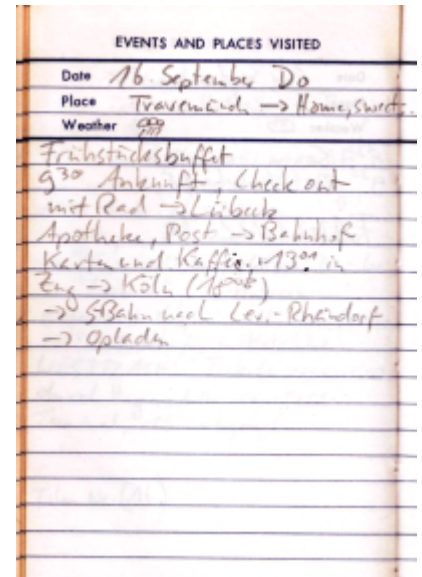 EVENTS AND PLACES VISITED
Date 16. September Do
Place Travemünde → Home, sweet.
Weather
Frühstücksbuffet
9³⁰ Ankunft, Check out
mit Rad → Lübeck
Apotheke, Post → Bahnhof
Karten und Kaffee, 13⁰¹ in
Zug → Köln (18⁰⁸)
→ S-Bahn nach Lev.-Rheindorf
→ Opladen